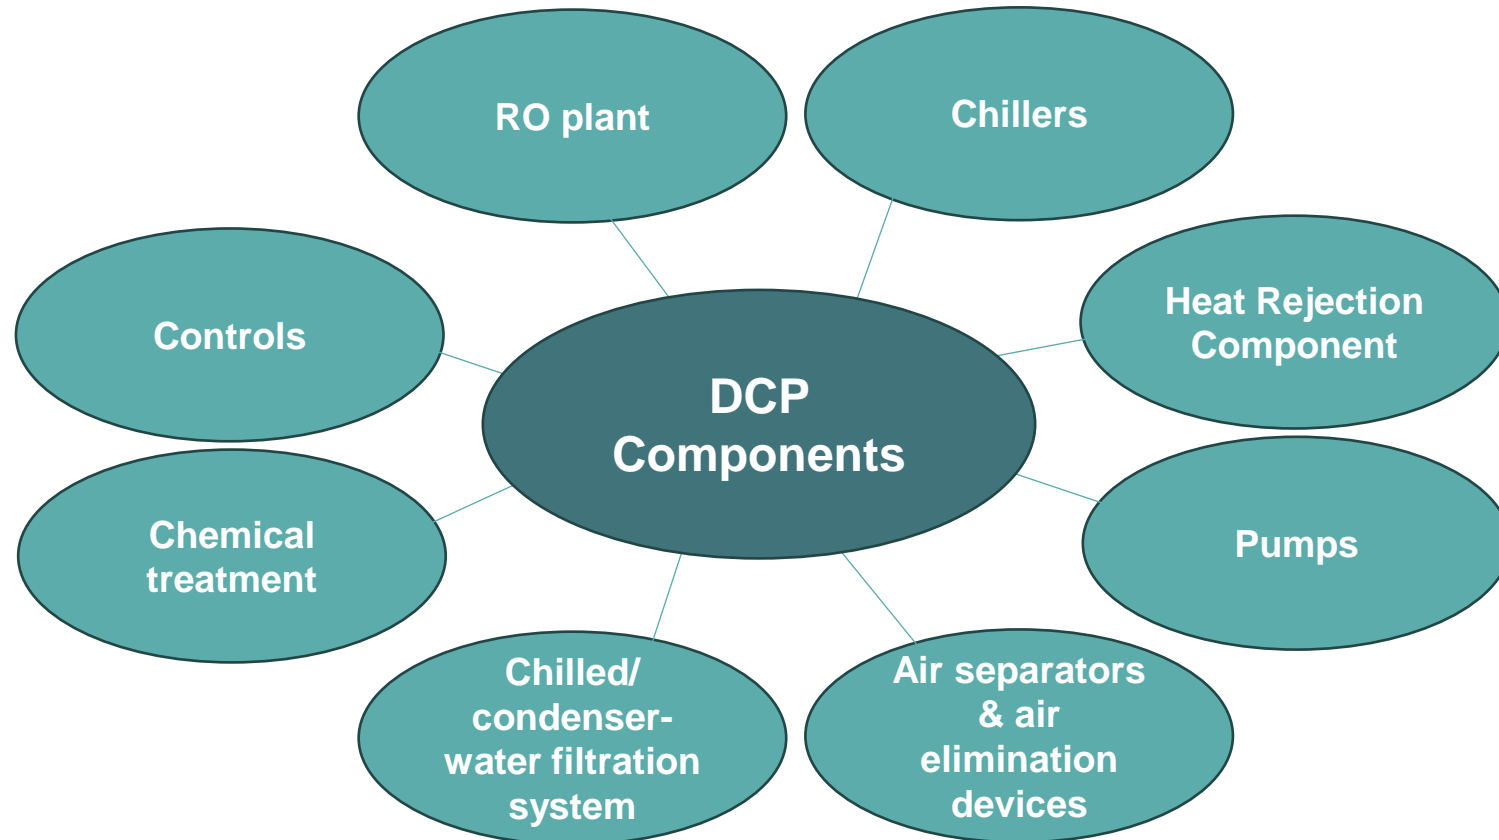 RO plant
Chillers
Heat Rejection
Component
Controls
DCP
Components
Pumps
Chemical
treatment
Chilled/
condenser-
water filtration
system
Air separators
& air
elimination
devices